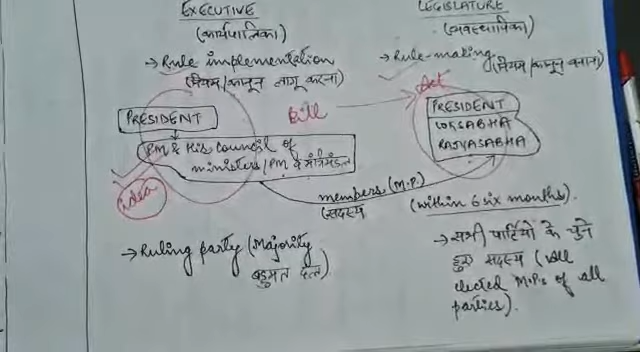 EXECUTIVE
(कार्यपालिका)
→ Rule implementation
(नियम/कानून लागू करना)
PRESIDENT
PM & His Council of
ministers/PM व मंत्रिमंडल
idea
Bill
→ Ruling party (Majority
बहुमत दल)
members (M.P.)
(सदस्य
LEGISLATURE
(व्यवस्थापिका)
→ Rule-making
(नियम/कानून बनाना)
Act
PRESIDENT
LOKSABHA
RAJYASABHA
(within 6 six months).
→ सभी पार्टियों के चुने
हुए सदस्य (all
elected M.Ps of all
parties).